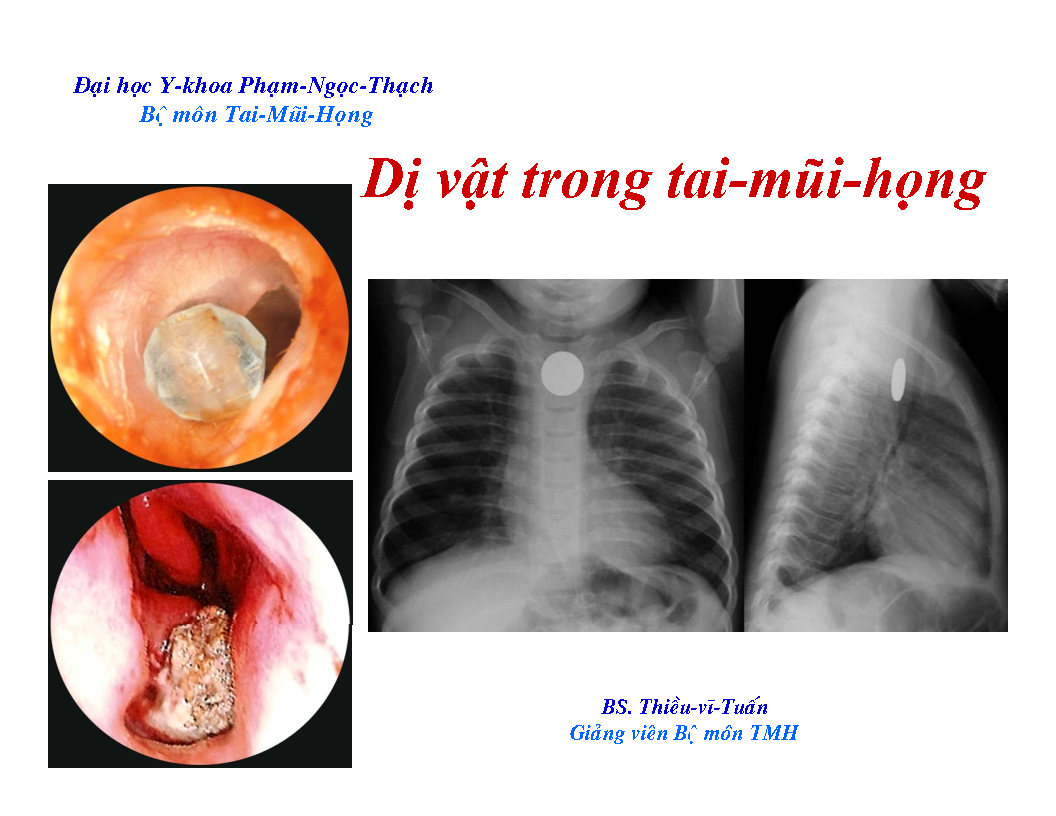 Đại học Y-khoa Phạm-Ngọc-Thạch
Bộ môn Tai-Mũi-Họng
Dị vật trong tai-mũi-họng
BS. Thiều-vĩ-Tuấn
Giảng viên Bộ môn TMH